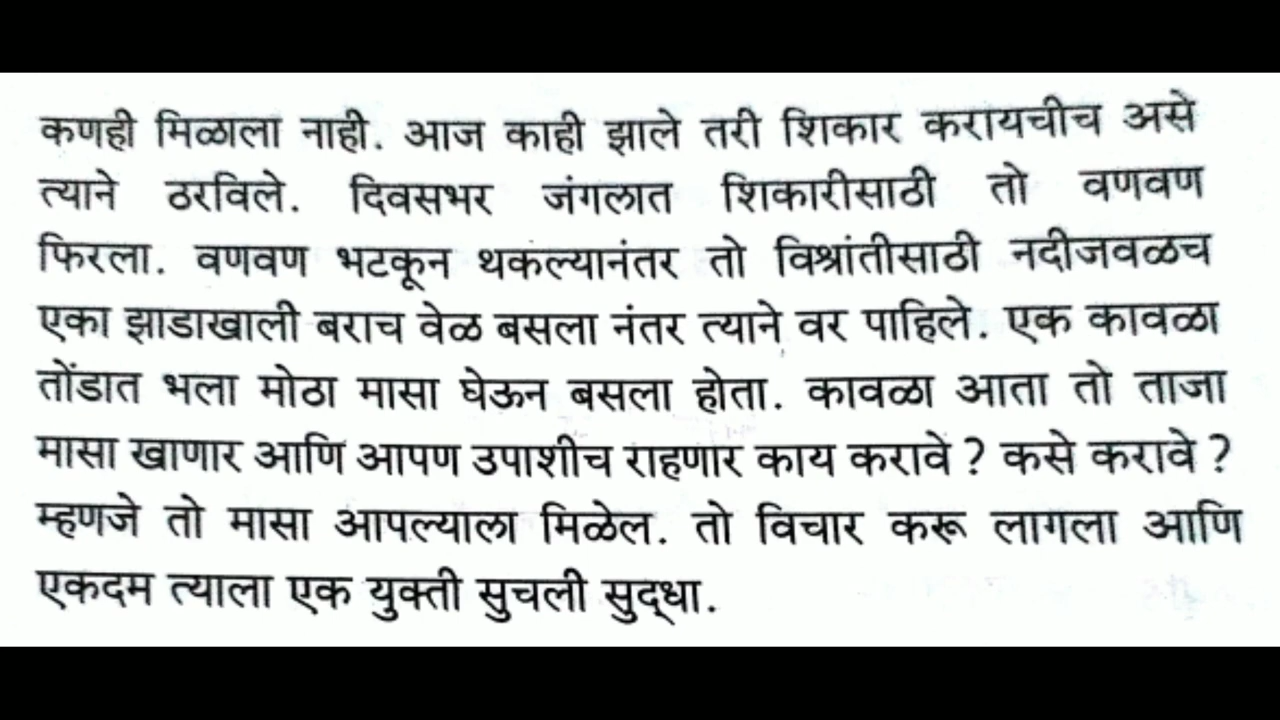 कणही मिळाला नाही. आज काही झाले तरी शिकार करायचीच असे
त्याने ठरविले. दिवसभर जंगलात शिकारीसाठी तो वणवण
फिरला. वणवण भटकून थकल्यानंतर तो विश्रांतीसाठी नदीजवळच
एका झाडाखाली बराच वेळ बसला नंतर त्याने वर पाहिले. एक कावळा
तोंडात भला मोठा मासा घेऊन बसला होता. कावळा आता तो ताजा
मासा खाणार आणि आपण उपाशीच राहणार काय करावे ? कसे करावे ?
म्हणजे तो मासा आपल्याला मिळेल. तो विचार करू लागला आणि
एकदम त्याला एक युक्ती सुचली सुद्धा.